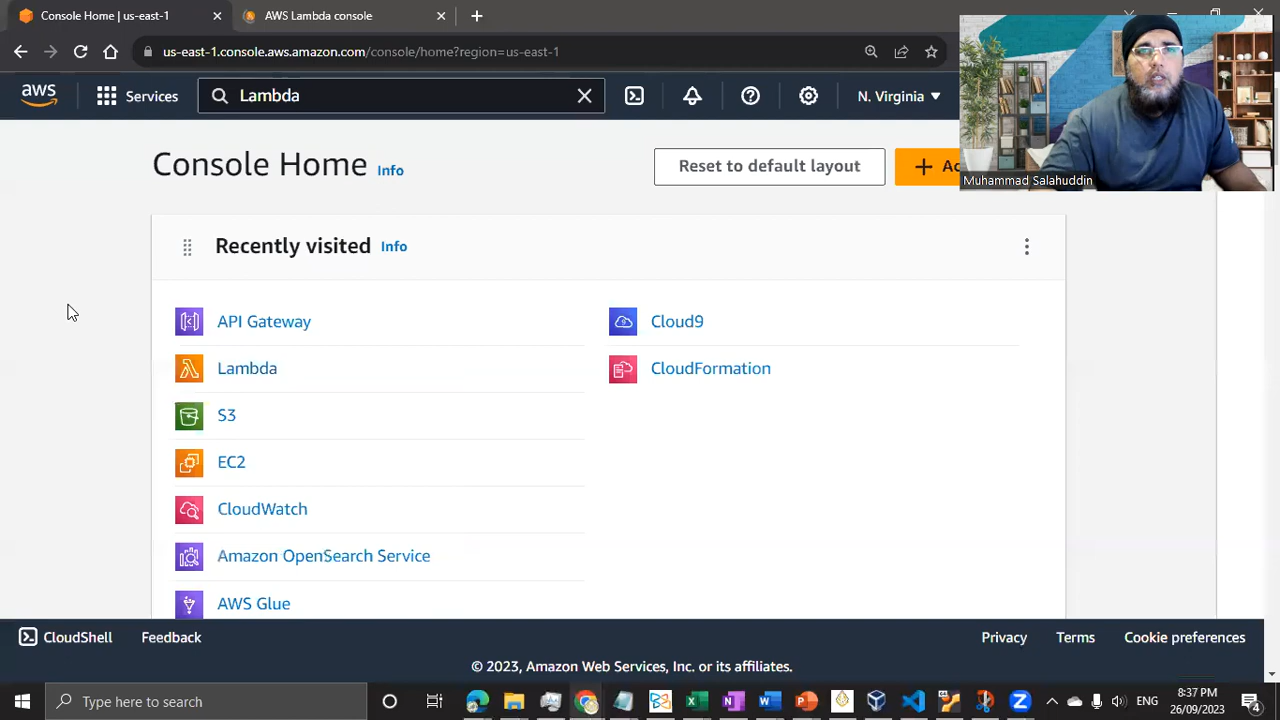 Console Home | us-east-1
AWS Lambda console
us-east-1.console.aws.amazon.com/console/home?region=us-east-1
aws
Services
Lambda
N. Virginia
Console Home Info
Reset to default layout
Muhammad Salahuddin
Recently visited Info
API Gateway
Lambda
S3
EC2
CloudWatch
Amazon OpenSearch Service
AWS Glue
Cloud9
CloudFormation
CloudShell
Feedback
Privacy
Terms
Cookie preferences
© 2023, Amazon Web Services, Inc. or its affiliates.
Type here to search
ENG
8:37 PM
26/09/2023
4